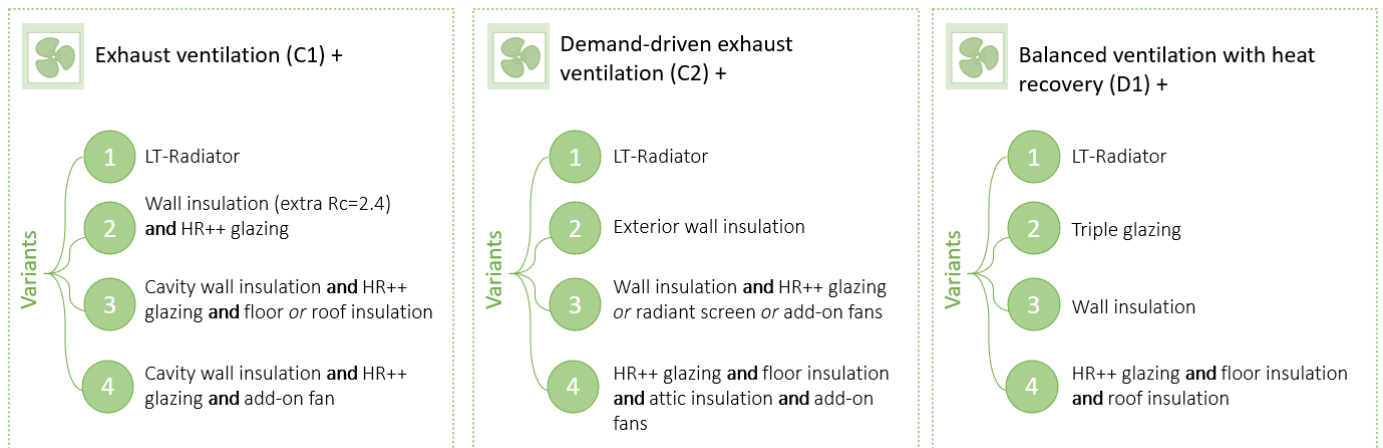 Exhaust ventilation (C1) +
Variants
1
LT-Radiator
2
Wall insulation (extra Rc=2.4)
and HR++ glazing
3
Cavity wall insulation and HR++
glazing and floor or roof insulation
4
Cavity wall insulation and HR++
glazing and add-on fan
Demand-driven exhaust
ventilation (C2) +
Variants
1
LT-Radiator
2
Exterior wall insulation
3
Wall insulation and HR++ glazing
or radiant screen or add-on fans
4
HR++ glazing and floor insulation
and attic insulation and add-on
fans
Balanced ventilation with heat
recovery (D1) +
Variants
1
LT-Radiator
2
Triple glazing
3
Wall insulation
4
HR++ glazing and floor insulation
and roof insulation